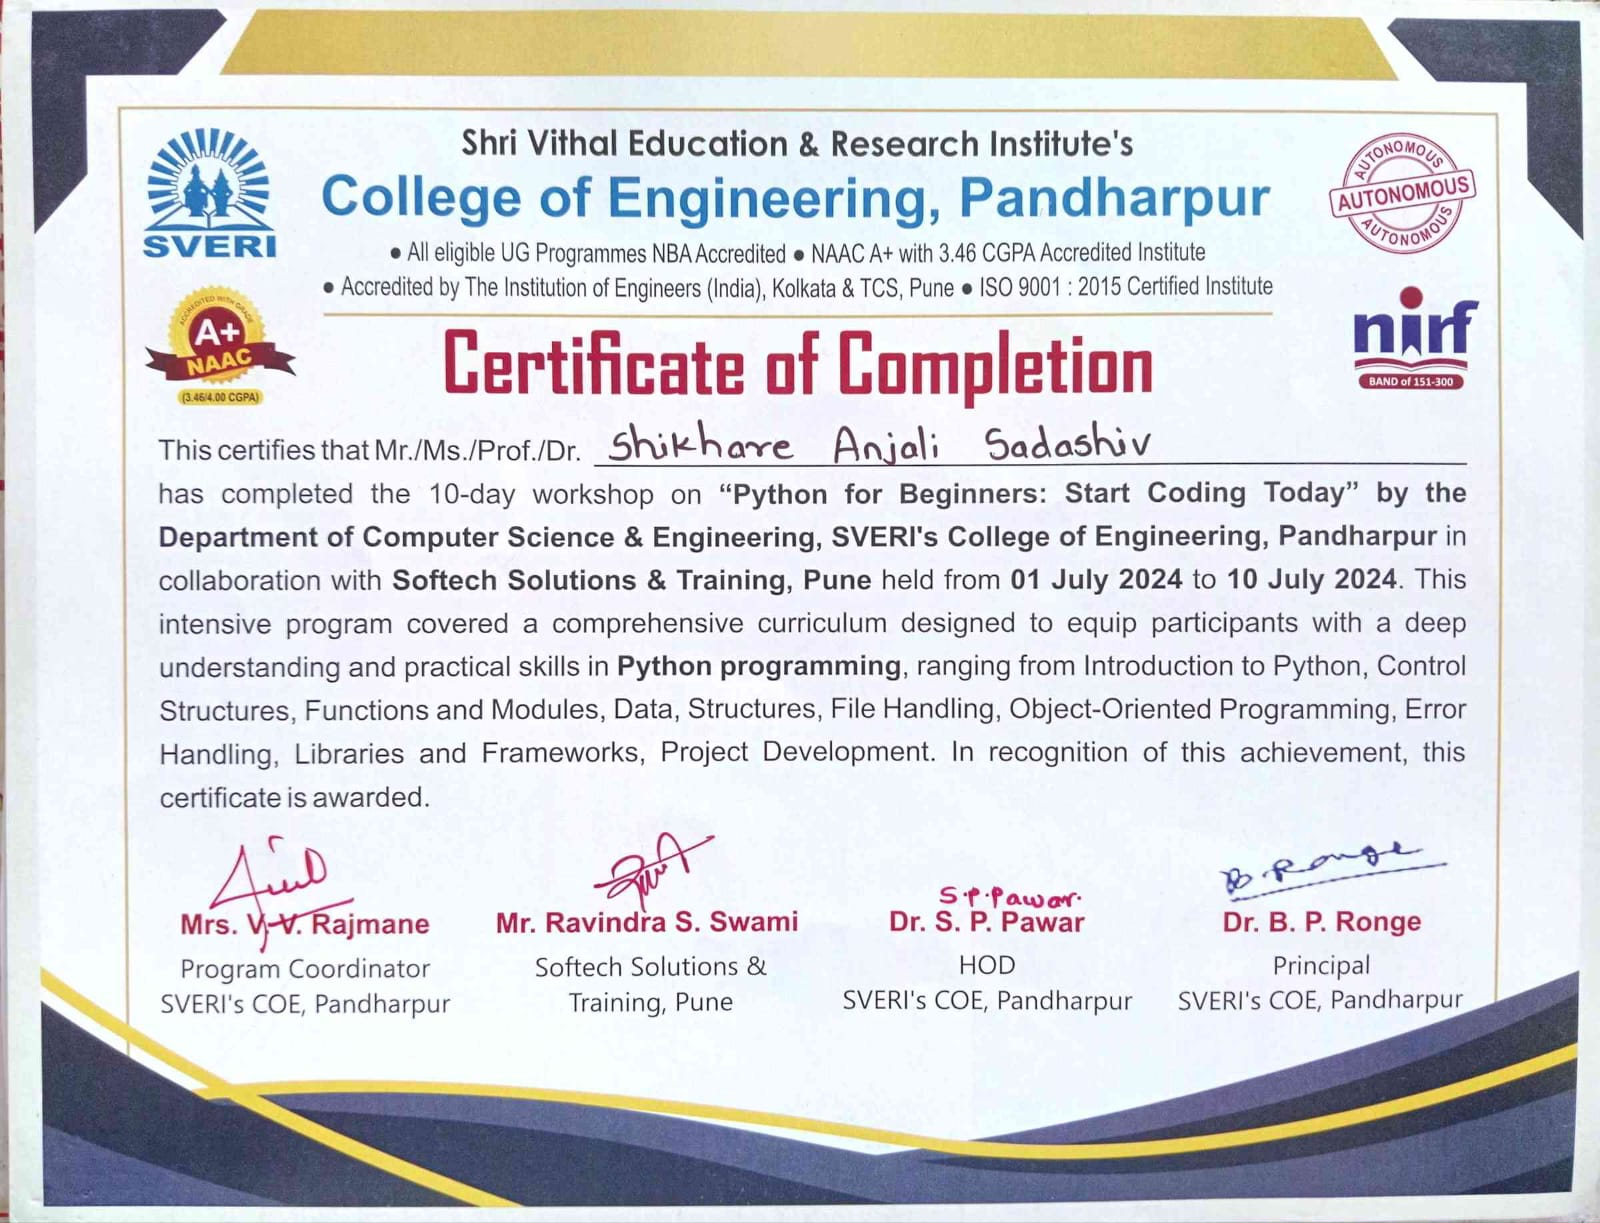 Shri Vithal Education & Research Institute's
College of Engineering, Pandharpur
• All eligible UG Programmes NBA Accredited • NAAC A+ with 3.46 CGPA Accredited Institute
• Accredited by The Institution of Engineers (India), Kolkata & TCS, Pune • ISO 9001 : 2015 Certified Institute
SVERI
AUTONOMOUS
AUTONOMOUS
AUTONOMOUS
ACCREDITED WITH GRADE
A+
NAAC
(3.46/4.00 CGPA)
nirf
BAND of 151-300
Certificate of Completion
This certifies that Mr./Ms./Prof./Dr. Shikhare Anjali Sadashiv
has completed the 10-day workshop on “Python for Beginners: Start Coding Today” by the
Department of Computer Science & Engineering, SVERI's College of Engineering, Pandharpur in
collaboration with Softech Solutions & Training, Pune held from 01 July 2024 to 10 July 2024. This
intensive program covered a comprehensive curriculum designed to equip participants with a deep
understanding and practical skills in Python programming, ranging from Introduction to Python, Control
Structures, Functions and Modules, Data, Structures, File Handling, Object-Oriented Programming, Error
Handling, Libraries and Frameworks, Project Development. In recognition of this achievement, this
certificate is awarded.
S.P.Pawar.
B.Ronge
Mrs. V. V. Rajmane
Program Coordinator
SVERI's COE, Pandharpur
Mr. Ravindra S. Swami
Softech Solutions &
Training, Pune
Dr. S. P. Pawar
HOD
SVERI's COE, Pandharpur
Dr. B. P. Ronge
Principal
SVERI's COE, Pandharpur